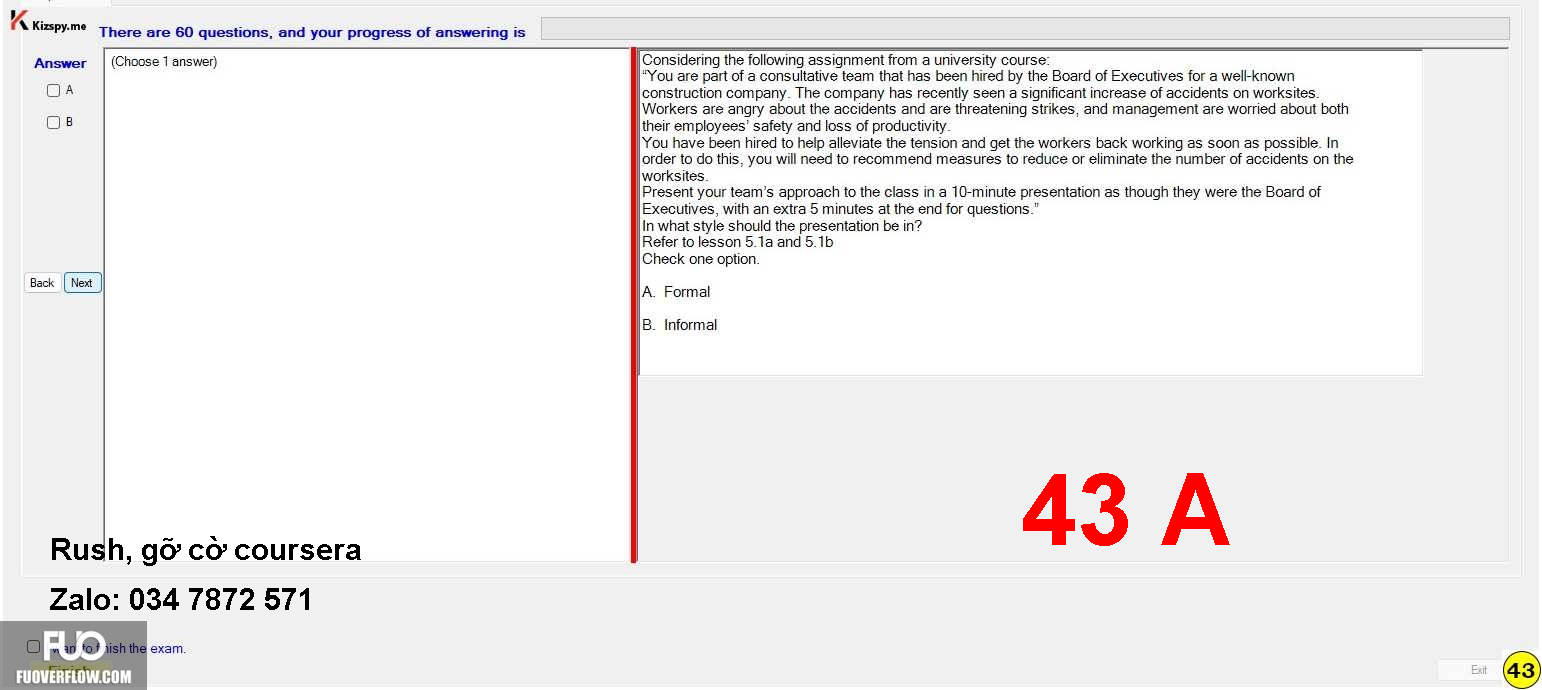 Kizspy.me
There are 60 questions, and your progress of answering is
Answer
A
B
Back
Next
(Choose 1 answer)
Considering the following assignment from a university course:
“You are part of a consultative team that has been hired by the Board of Executives for a well-known
construction company. The company has recently seen a significant increase of accidents on worksites.
Workers are angry about the accidents and are threatening strikes, and management are worried about both
their employees’ safety and loss of productivity.
You have been hired to help alleviate the tension and get the workers back working as soon as possible. In
order to do this, you will need to recommend measures to reduce or eliminate the number of accidents on the
worksites.
Present your team’s approach to the class in a 10-minute presentation as though they were the Board of
Executives, with an extra 5 minutes at the end for questions.”
In what style should the presentation be in?
Refer to lesson 5.1a and 5.1b
Check one option.
A. Formal
B. Informal
43 A
Rush, gỡ cờ coursera
Zalo: 034 7872 571
FUO
FUOVERFLOW.COM
to finish the exam.
Finish
Exit
43